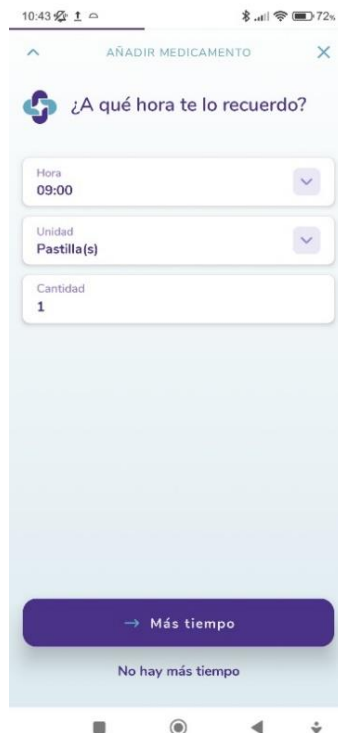 10:43 72%
AÑADIR MEDICAMENTO
¿A qué hora te lo recuerdo?
Hora
09:00
Unidad
Pastilla(s)
Cantidad
1
→ Más tiempo
No hay más tiempo